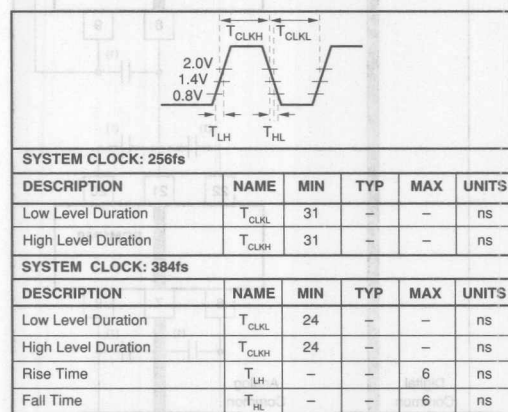 TCLKH TCLKL
2.0V
1.4V
0.8V
TLH THL
SYSTEM CLOCK: 256fs
DESCRIPTION NAME MIN TYP MAX UNITS
Low Level Duration TCLKL 31 – – ns
High Level Duration TCLKH 31 – – ns
SYSTEM CLOCK: 384fs
DESCRIPTION NAME MIN TYP MAX UNITS
Low Level Duration TCLKL 24 – – ns
High Level Duration TCLKH 24 – – ns
Rise Time TLH – – 6 ns
Fall Time THL – – 6 ns